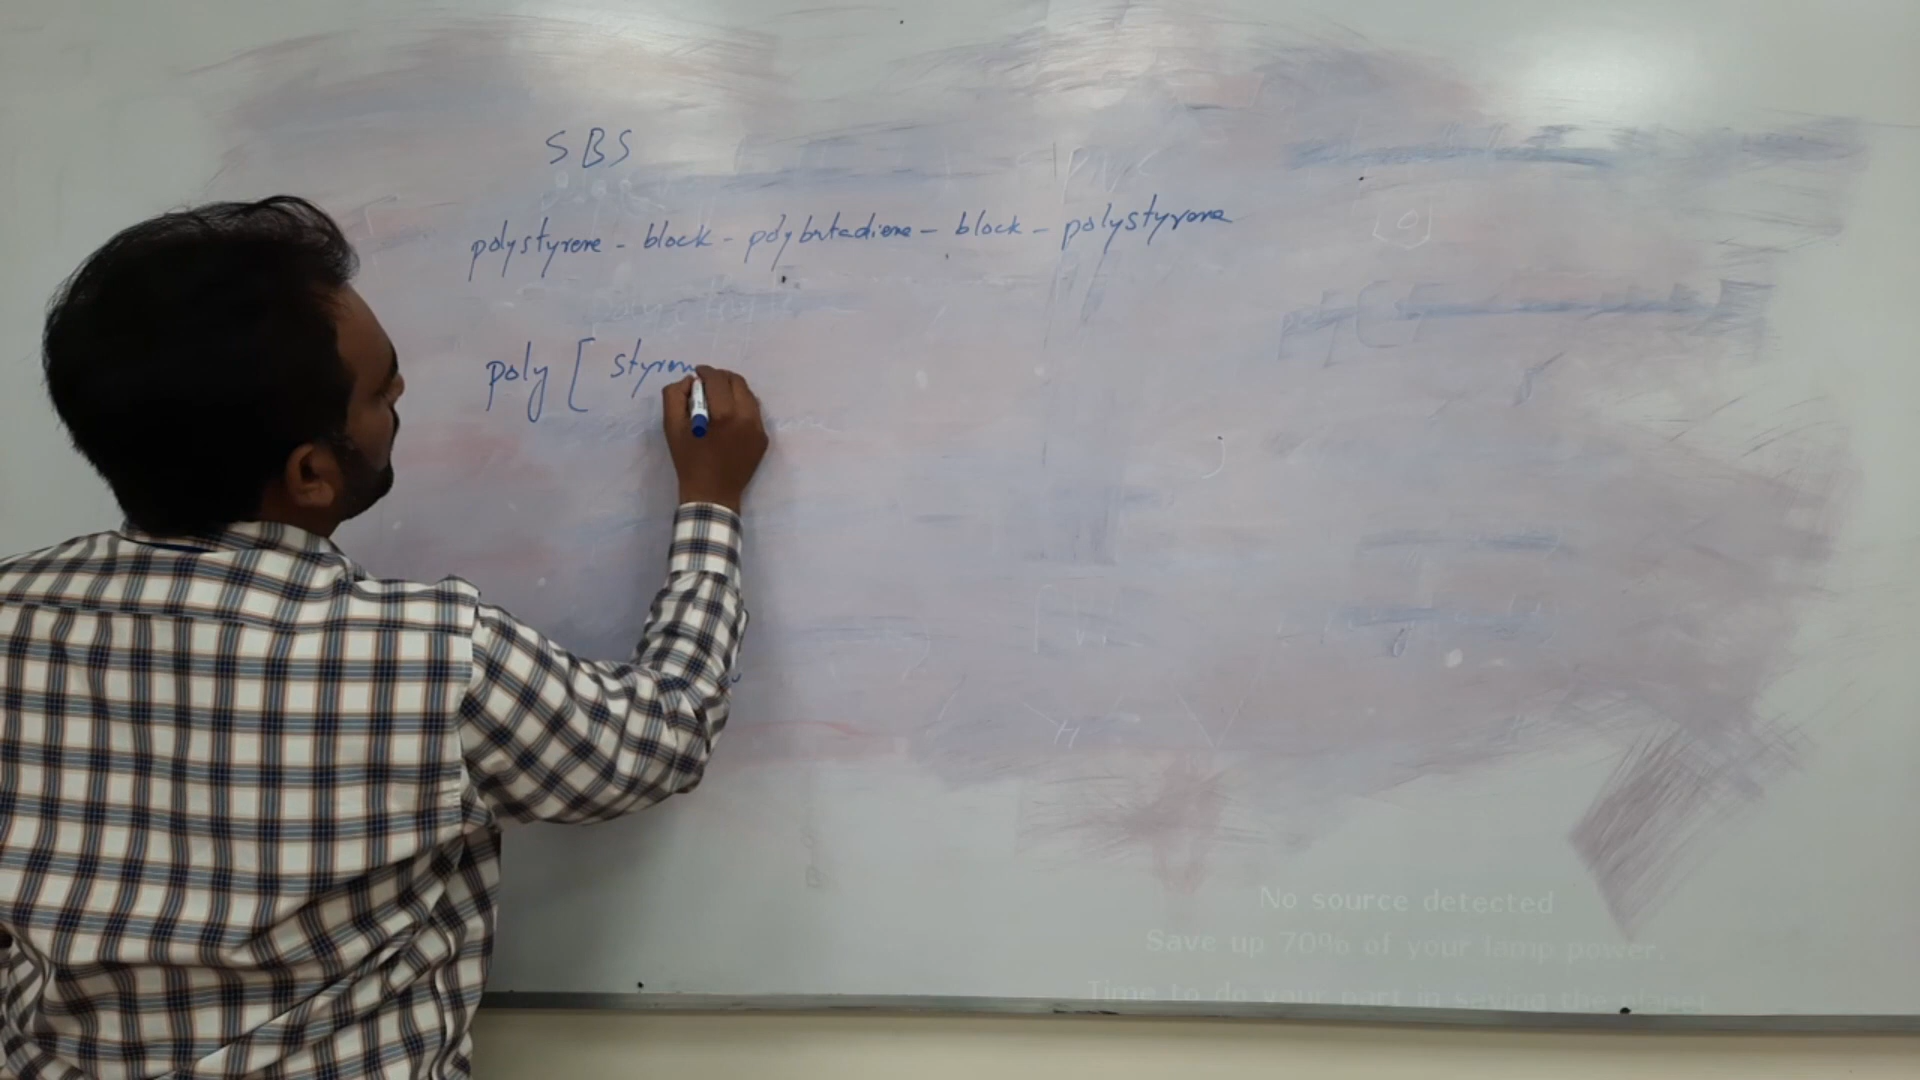 SBS
polystyrene - block - polybutadiene - block - polystyrene
poly [ styren
No source detected
Save up 70% of your lamp power.
Time to do your part in saving the planet